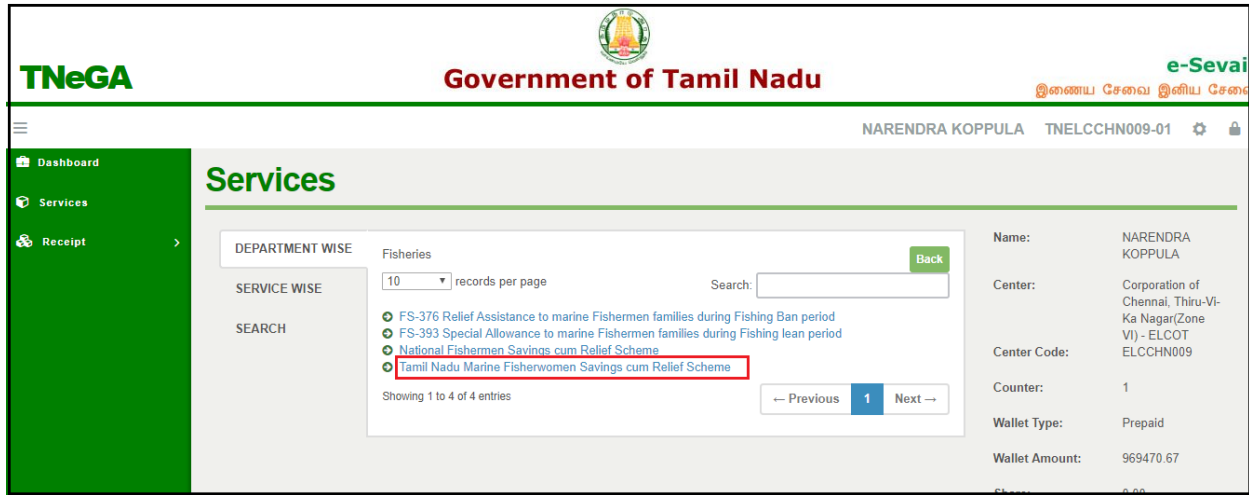 TNeGA
Government of Tamil Nadu
e-Sevai
இணைய சேவை இனிய சேவை
NARENDRA KOPPULA TNELCCHN009-01
Dashboard
Services
Receipt
Services
DEPARTMENT WISE
SERVICE WISE
SEARCH
Fisheries
Back
10 records per page
Search:
FS-376 Relief Assistance to marine Fishermen families during Fishing Ban period
FS-393 Special Allowance to marine Fishermen families during Fishing lean period
National Fishermen Savings cum Relief Scheme
Tamil Nadu Marine Fisherwomen Savings cum Relief Scheme
Showing 1 to 4 of 4 entries
← Previous 1 Next →
Name: NARENDRA
KOPPULA
Center: Corporation of
Chennai, Thiru-Vi-
Ka Nagar(Zone
VI) - ELCOT
Center Code: ELCCHN009
Counter: 1
Wallet Type: Prepaid
Wallet Amount: 969470.67